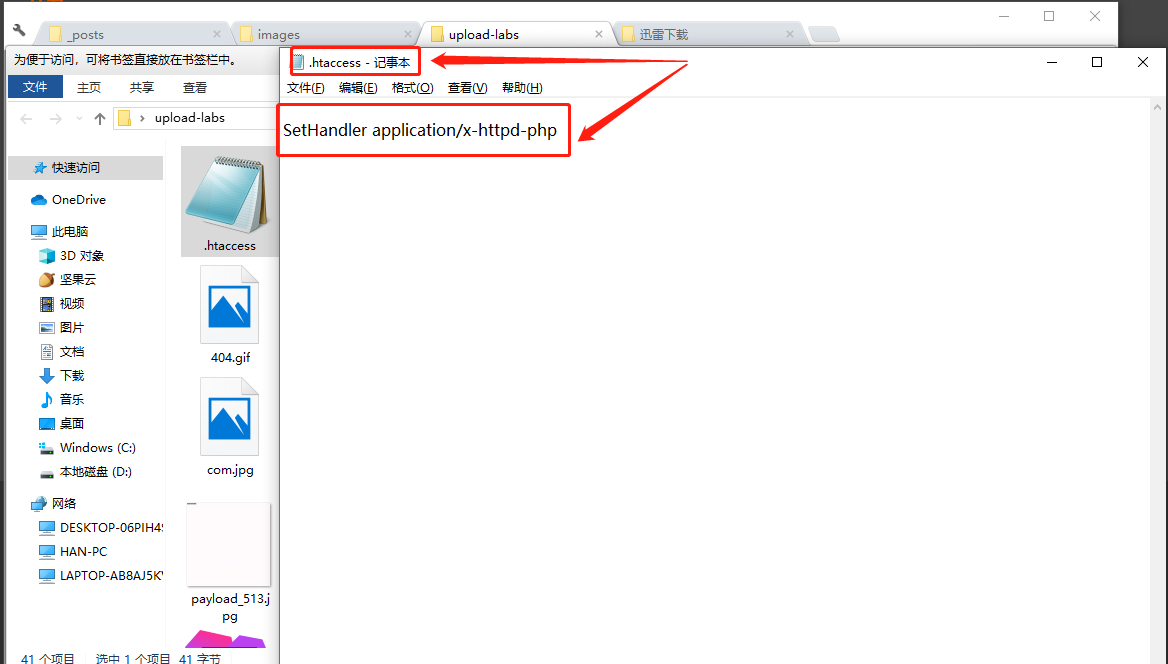 _posts
images
upload-labs
迅雷下载
为便于访问，可将书签直接放在书签栏中。
.htaccess - 记事本
文件 主页 共享 查看
文件(F) 编辑(E) 格式(O) 查看(V) 帮助(H)
upload-labs
SetHandler application/x-httpd-php
快速访问
OneDrive
此电脑
3D 对象
坚果云
视频
图片
文档
下载
音乐
桌面
Windows (C:)
本地磁盘 (D:)
网络
DESKTOP-06PIH4
HAN-PC
LAPTOP-AB8AJ5K
.htaccess
404.gif
com.jpg
payload_513.j
pg
41 个项目 选中 1 个项目 41 字节